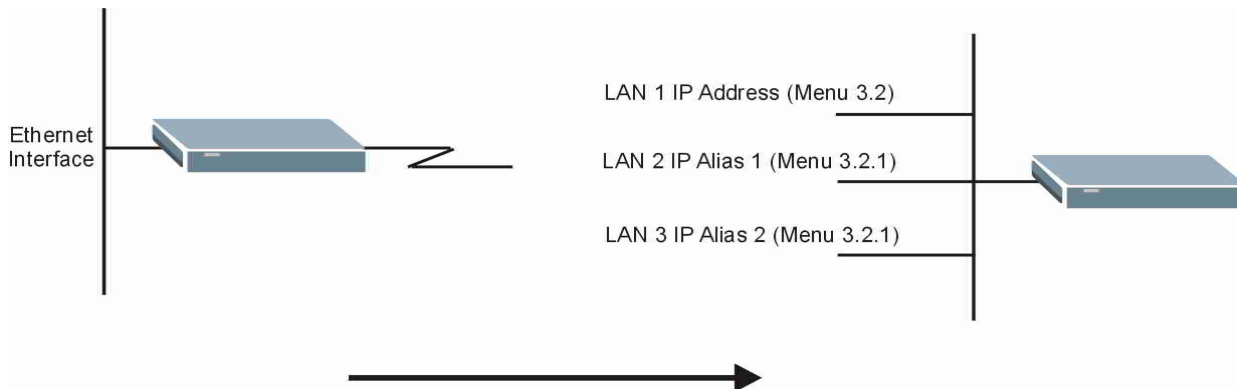 Ethernet
Interface
LAN 1 IP Address (Menu 3.2)
LAN 2 IP Alias 1 (Menu 3.2.1)
LAN 3 IP Alias 2 (Menu 3.2.1)